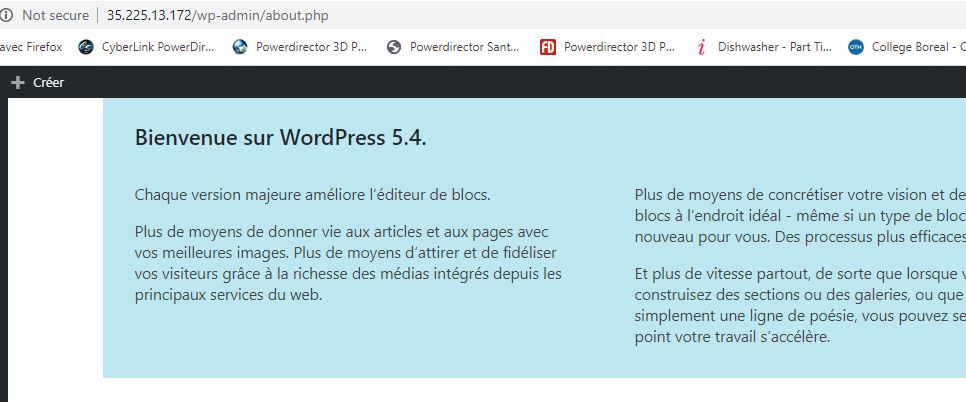 Not secure | 35.225.13.172/wp-admin/about.php
avec Firefox CyberLink PowerDir... Powerdirector 3D P... Powerdirector Sant... Powerdirector 3D P... Dishwasher - Part Ti... OTH College Boreal -
Créer
Bienvenue sur WordPress 5.4.
Chaque version majeure améliore l'éditeur de blocs.
Plus de moyens de donner vie aux articles et aux pages avec
vos meilleures images. Plus de moyens d'attirer et de fidéliser
vos visiteurs grâce à la richesse des médias intégrés depuis les
principaux services du web.
Plus de moyens de concrétiser votre vision et de
blocs à l'endroit idéal - même si un type de bloc
nouveau pour vous. Des processus plus efficaces
Et plus de vitesse partout, de sorte que lorsque v
construisez des sections ou des galeries, ou que
simplement une ligne de poésie, vous pouvez se
point votre travail s'accélère.